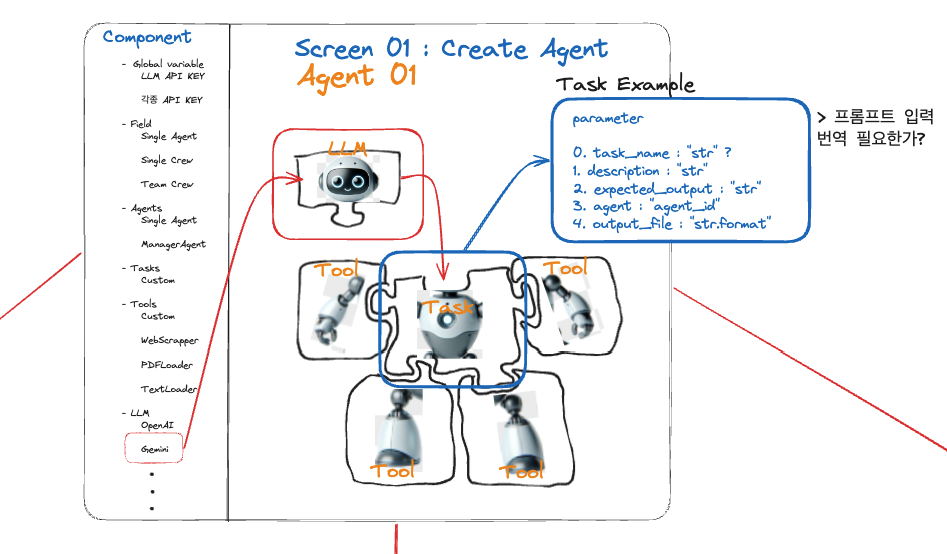 Component
- Global variable
LLM API KEY
각종 API KEY
- Field
Single Agent
Single Crew
Team Crew
- Agents
Single Agent
ManagerAgent
- Tasks
Custom
- Tools
Custom
WebScrapper
PDFLoader
TextLoader
- LLM
OpenAI
Gemini
Screen 01 : Create Agent
Agent 01
LLM
Tool
Task
Tool
Tool
Tool
Task Example
parameter
0. task_name : "str" ?
1. description : "str"
2. expected_output : "str"
3. agent : "agent_id"
4. output_file : "str.format"
> 프롬프트 입력
번역 필요한가?